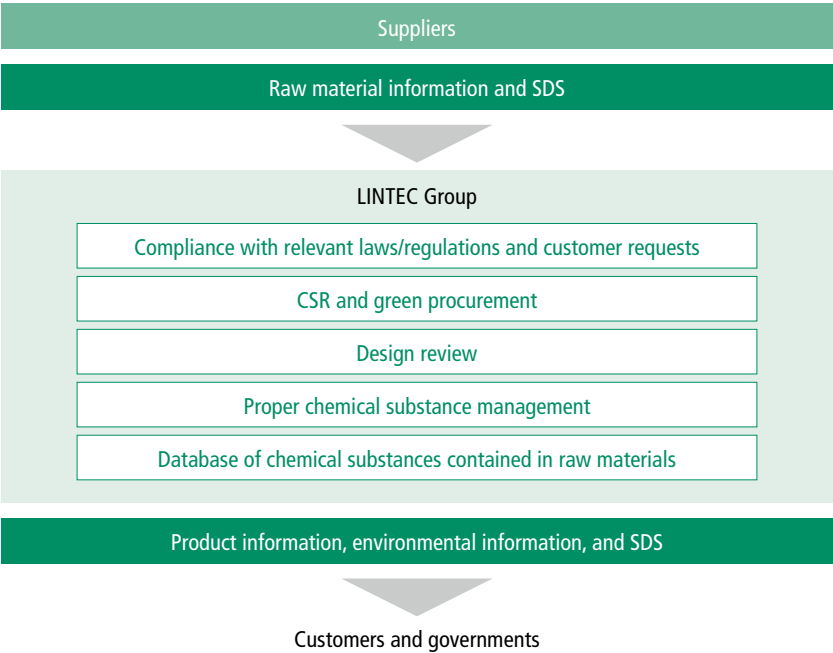 Suppliers
Raw material information and SDS
LINTEC Group
Compliance with relevant laws/regulations and customer requests
CSR and green procurement
Design review
Proper chemical substance management
Database of chemical substances contained in raw materials
Product information, environmental information, and SDS
Customers and governments